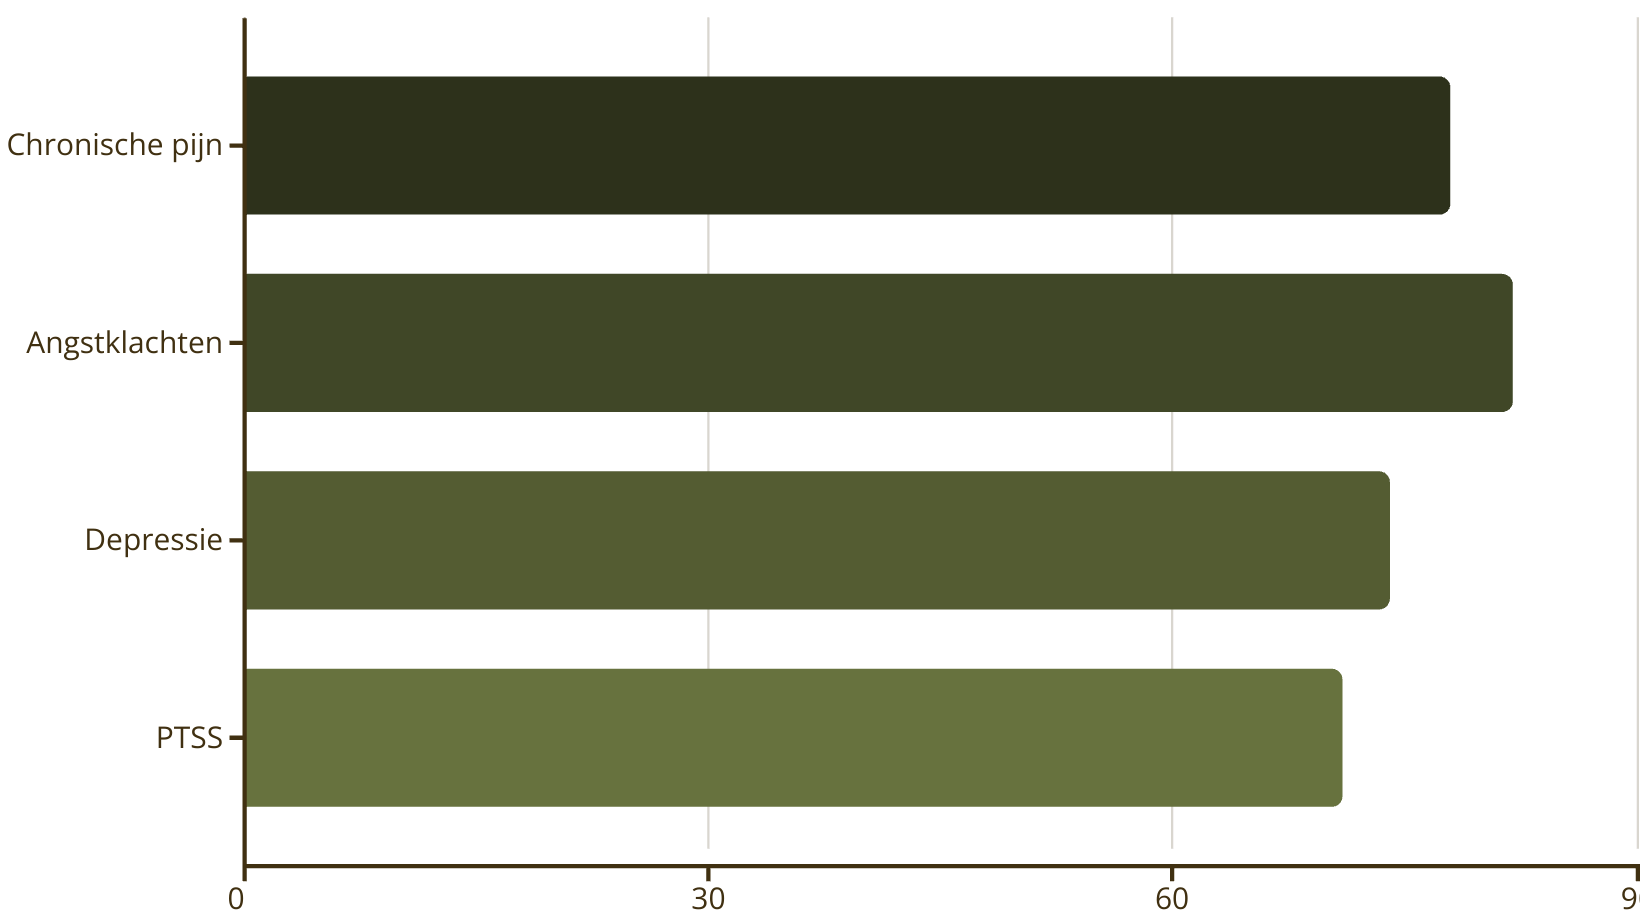 Chronische pijn
Angstklachten
Depressie
PTSS
0 30 60